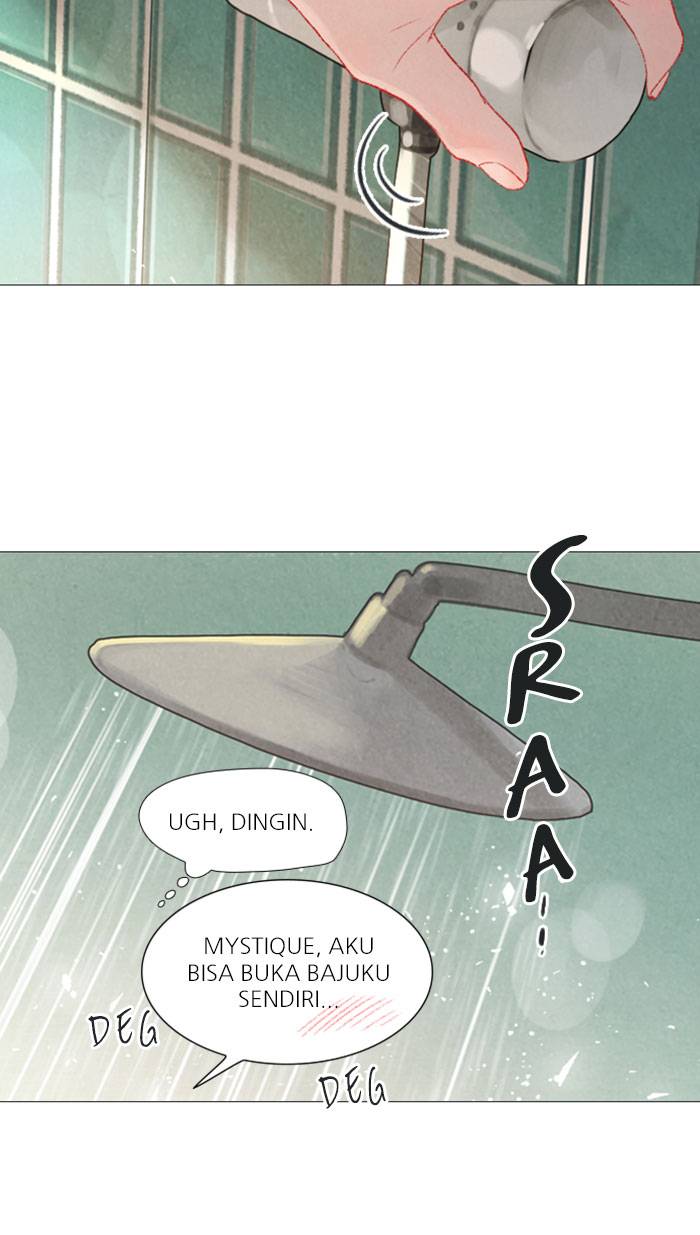 SRAA...
UGH, DINGIN.
MYSTIQUE, AKU
BISA BUKA BAJUKU
SENDIRI...
DEG
DEG